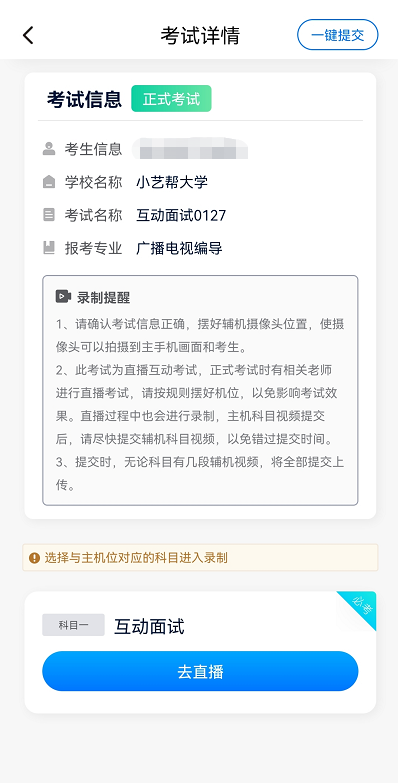 考试详情
一键提交
考试信息 正式考试
考生信息
学校名称 小艺帮大学
考试名称 互动面试0127
报考专业 广播电视编导
录制提醒
1、请确认考试信息正确，摆好辅机摄像头位置，使摄
像头可以拍摄到主手机画面和考生。
2、此考试为直播互动考试，正式考试时有相关老师
进行直播考试，请按规则摆好机位，以免影响考试效
果。直播过程中也会进行录制，主机科目视频提交
后，请尽快提交辅机科目视频，以免错过提交时间。
3、提交时，无论科目有几段辅机视频，将全部提交上
传。
选择与主机位对应的科目进入录制
必考
科目一 互动面试
去直播